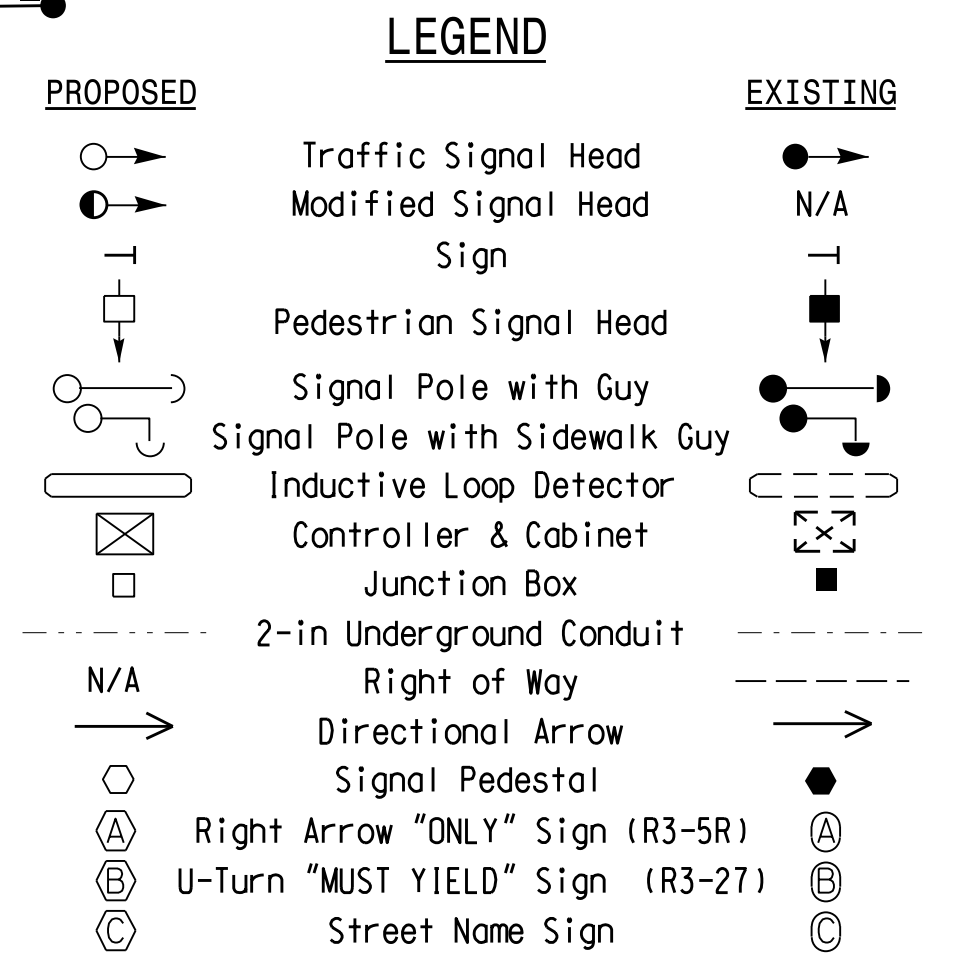 LEGEND
PROPOSED EXISTING
Traffic Signal Head
Modified Signal Head N/A
Sign
Pedestrian Signal Head
Signal Pole with Guy
Signal Pole with Sidewalk Guy
Inductive Loop Detector
Controller & Cabinet
Junction Box
2-in Underground Conduit
N/A Right of Way
Directional Arrow
Signal Pedestal
A Right Arrow "ONLY" Sign (R3-5R) A
B U-Turn "MUST YIELD" Sign (R3-27) B
C Street Name Sign C